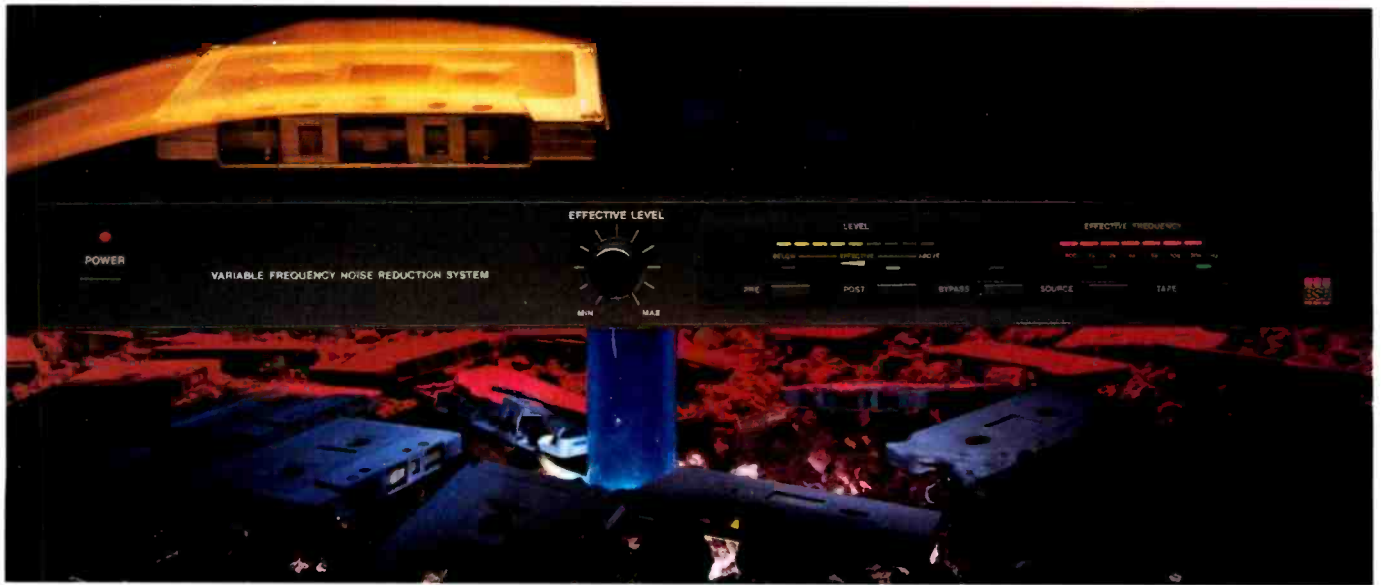 EFFECTIVE LEVEL
POWER
VARIABLE FREQUENCY NOISE REDUCTION SYSTEM
MIN
MAX
LEVEL
BELOW EFFECTIVE ABOVE
PRE
POST
BYPASS
EFFECTIVE FREQUENCY
SOURCE
TAPE